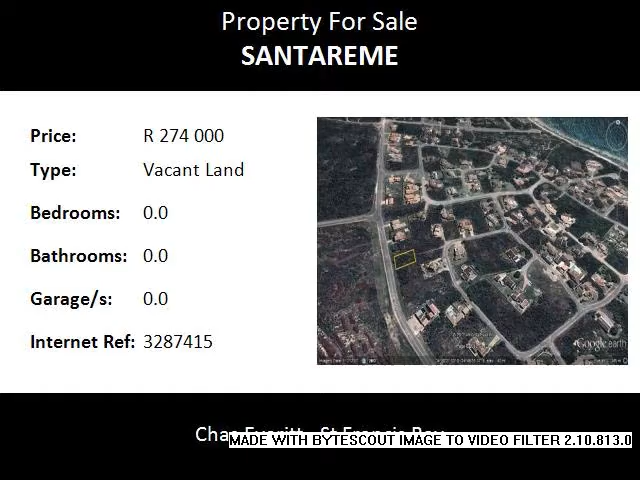 Property For Sale
SANTAREME
Price: R 274 000
Type: Vacant Land
Bedrooms: 0.0
Bathrooms: 0.0
Garage/s: 0.0
Internet Ref: 3287415
Google earth
Chas Everitt - St Francis Bay
MADE WITH BYTESCOUT IMAGE TO VIDEO FILTER 2.10.813.0